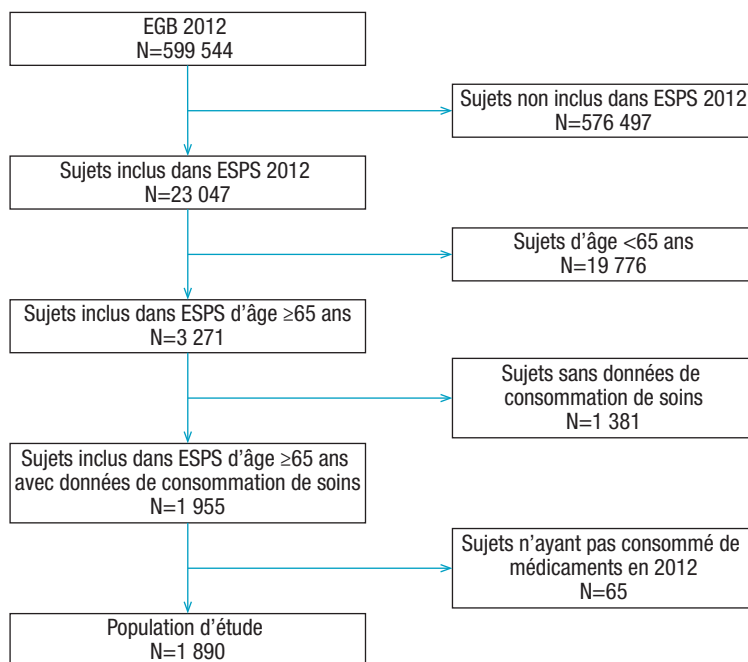 EGB 2012
N=599 544
Sujets non inclus dans ESPS 2012
N=576 497
Sujets inclus dans ESPS 2012
N=23 047
Sujets d’âge <65 ans
N=19 776
Sujets inclus dans ESPS d’âge ≥65 ans
N=3 271
Sujets sans données de
consommation de soins
N=1 381
Sujets inclus dans ESPS d’âge ≥65 ans
avec données de consommation de soins
N=1 955
Sujets n’ayant pas consommé de
médicaments en 2012
N=65
Population d’étude
N=1 890